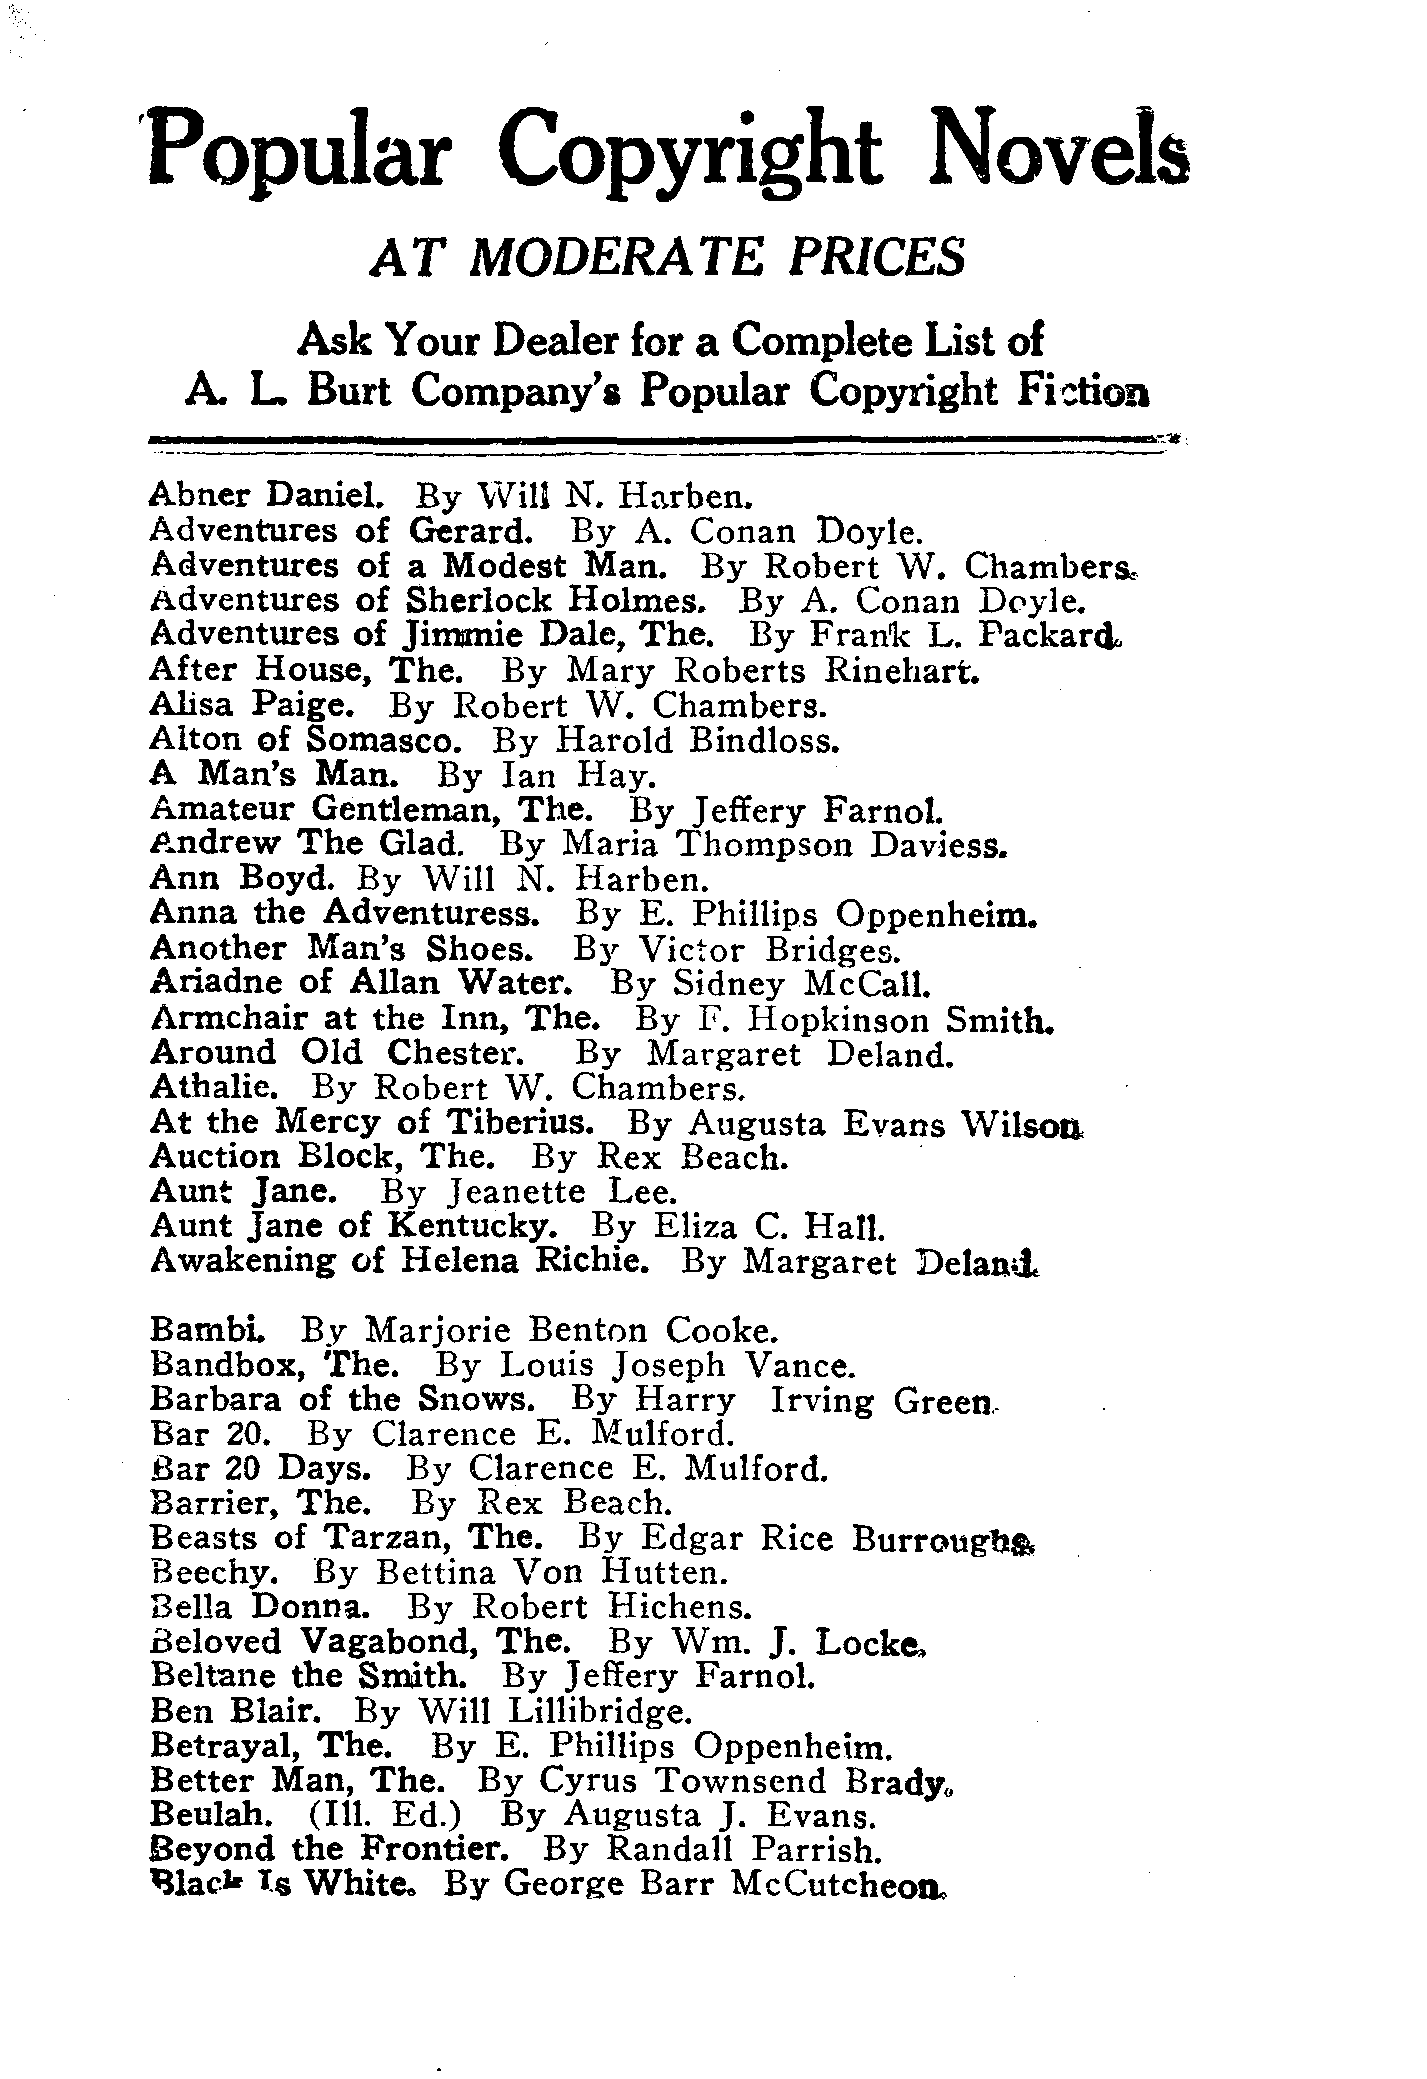 Popular Copyright Novels
AT MODERATE PRICES
Ask Your Dealer for a Complete List of
A. L. Burt Company's Popular Copyright Fiction
Abner Daniel. By Will N. Harben.
Adventures of Gerard. By A. Conan Doyle.
Adventures of a Modest Man. By Robert W. Chambers.
Adventures of Sherlock Holmes. By A. Conan Doyle.
Adventures of Jimmie Dale, The. By Frank L. Packard.
After House, The. By Mary Roberts Rinehart.
Alisa Paige. By Robert W. Chambers.
Alton of Somasco. By Harold Bindloss.
A Man's Man. By Ian Hay.
Amateur Gentleman, The. By Jeffery Farnol.
Andrew The Glad. By Maria Thompson Daviess.
Ann Boyd. By Will N. Harben.
Anna the Adventuress. By E. Phillips Oppenheim.
Another Man's Shoes. By Victor Bridges.
Ariadne of Allan Water. By Sidney McCall.
Armchair at the Inn, The. By F. Hopkinson Smith.
Around Old Chester. By Margaret Deland.
Athalie. By Robert W. Chambers.
At the Mercy of Tiberius. By Augusta Evans Wilson.
Auction Block, The. By Rex Beach.
Aunt Jane. By Jeanette Lee.
Aunt Jane of Kentucky. By Eliza C. Hall.
Awakening of Helena Richie. By Margaret Deland.
Bambi. By Marjorie Benton Cooke.
Bandbox, The. By Louis Joseph Vance.
Barbara of the Snows. By Harry Irving Green.
Bar 20. By Clarence E. Mulford.
Bar 20 Days. By Clarence E. Mulford.
Barrier, The. By Rex Beach.
Beasts of Tarzan, The. By Edgar Rice Burroughs.
Beechy. By Bettina Von Hutten.
Bella Donna. By Robert Hichens.
Beloved Vagabond, The. By Wm. J. Locke.
Beltane the Smith. By Jeffery Farnol.
Ben Blair. By Will Lillibridge.
Betrayal, The. By E. Phillips Oppenheim.
Better Man, The. By Cyrus Townsend Brady.
Beulah. (Ill. Ed.) By Augusta J. Evans.
Beyond the Frontier. By Randall Parrish.
Black Is White. By George Barr McCutcheon.